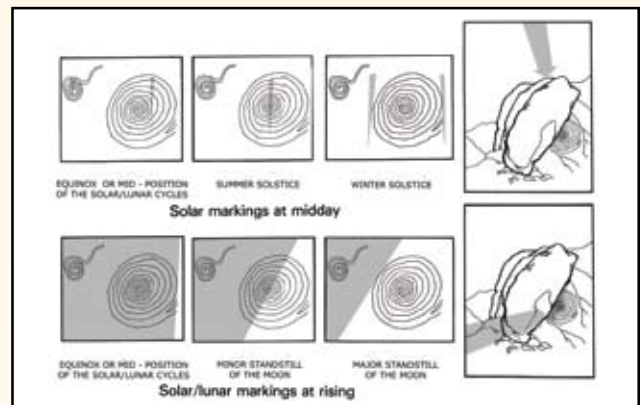 EQUINOX OR MID - POSITION
OF THE SOLAR/LUNAR CYCLES
SUMMER SOLSTICE
WINTER SOLSTICE
Solar markings at midday
EQUINOX OR MID - POSITION
OF THE SOLAR/LUNAR CYCLES
MINOR STANDSTILL
OF THE MOON
MAJOR STANDSTILL
OF THE MOON
Solar/lunar markings at rising